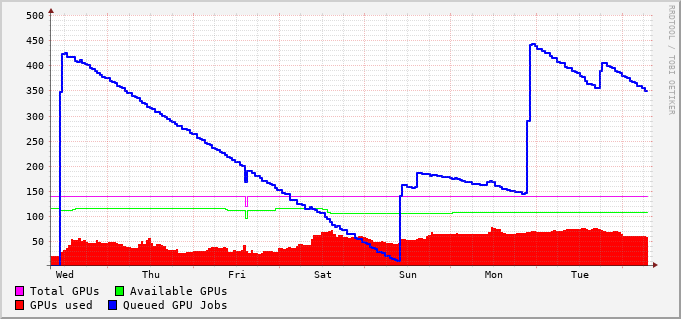 500
450
400
350
300
250
200
150
100
50
Wed Thu Fri Sat Sun Mon Tue
Total GPUs Available GPUs
GPUs used Queued GPU Jobs
RRDTOOL / TOBI OETIKER